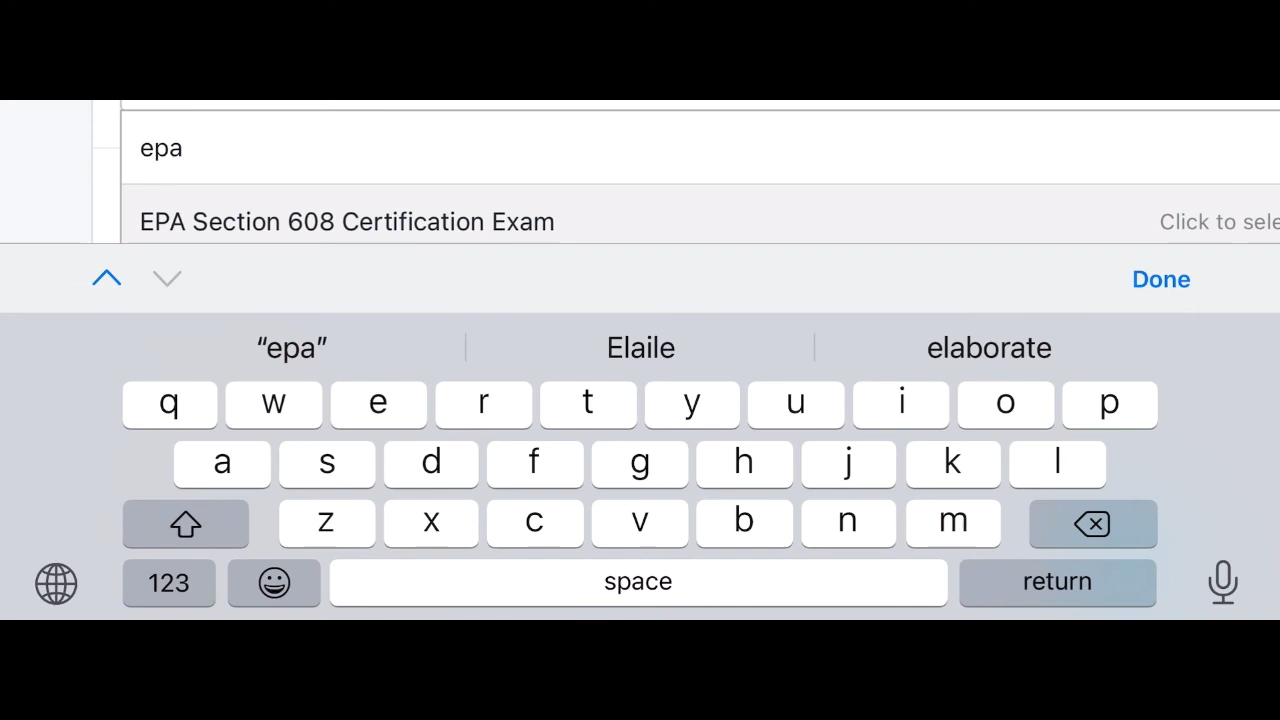 epa
EPA Section 608 Certification Exam Click to sele
Done
“epa” Elaile elaborate
q w e r t y u i o p
a s d f g h j k l
z x c v b n m
123 space return